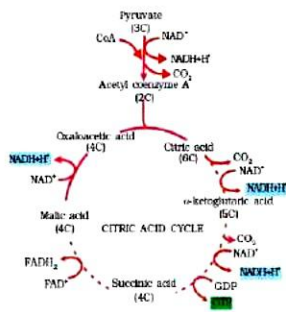 Pyruvate
(3C)
CoA
NAD⁺
NADH+H⁺
CO₂
Acetyl coenzyme A
(2C)
Oxaloacetic acid
(4C)
Citric acid
(6C)
NADH+H⁺
NAD⁺
CO₂
NAD⁺
NADH+H⁺
α-ketoglutaric acid
(5C)
Malic acid
(4C)
CITRIC ACID CYCLE
CO₂
NAD⁺
NADH+H⁺
FADH₂
FAD⁺
Succinic acid
(4C)
GDP
GTP